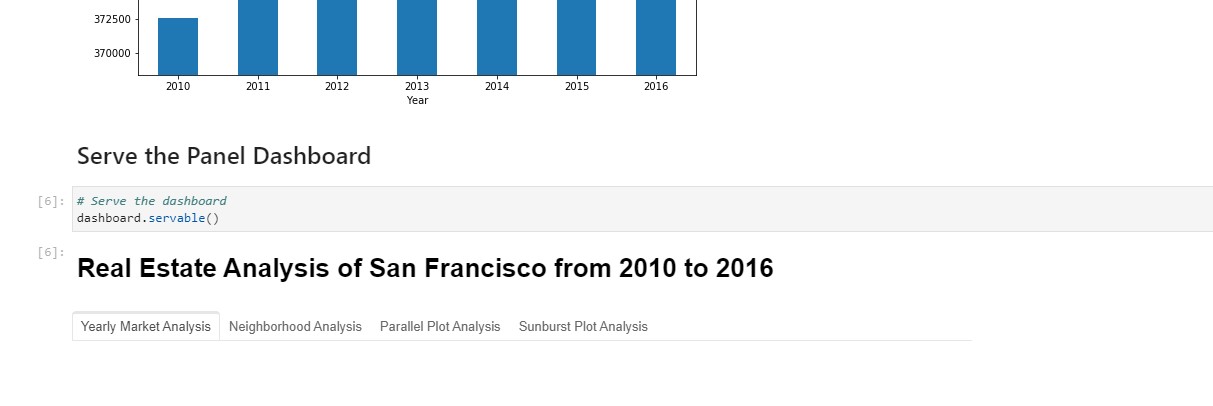 372500
370000
2010 2011 2012 2013 2014 2015 2016
Year
Serve the Panel Dashboard
[6]: # Serve the dashboard
dashboard.servable()
[6]:
Real Estate Analysis of San Francisco from 2010 to 2016
Yearly Market Analysis Neighborhood Analysis Parallel Plot Analysis Sunburst Plot Analysis